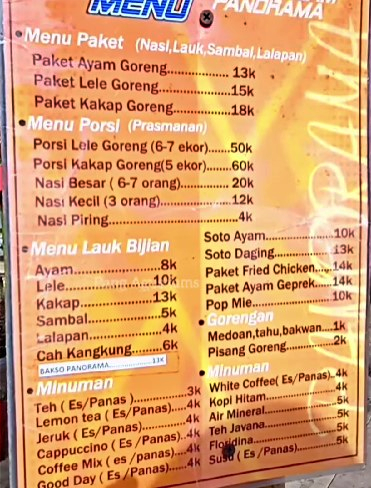 MENU PANORAMA
• Menu Paket (Nasi,Lauk,Sambal,Lalapan)
Paket Ayam Goreng............... 13k
Paket Lele Goreng.................15k
Paket Kakap Goreng..............18k
• Menu Porsi (Prasmanan)
Porsi Lele Goreng (6-7 ekor)......50k
Porsi Kakap Goreng(5 ekor).......60k
Nasi Besar ( 6-7 orang)............ 20k
Nasi Kecil (3 orang)................12k
Nasi Piring............................4k
• Menu Lauk Bijian
Ayam...................8k
Lele.....................10k
Kakap.................13k
Sambal................5k
Lalapan...............4k
Cah Kangkung......6k
BAKSO PANORAMA.................13K
• Minuman
Teh ( Es/Panas )............3k
Lemon tea ( Es/Panas)....4k
Jeruk ( Es /Panas)..........4k
Cappuccino ( Es /Panas)..4k
Coffee Mix ( es/Panas)....4k
Good Day ( Es/Panas)......4k
Soto Ayam....................10k
Soto Daging..................13k
Paket Fried Chicken.....14k
Paket Ayam Geprek....14k
Pop Mie.....................10k
• Gorengan
Medoan,tahu,bakwan...1k
Pisang Goreng............2k
• Minuman
White Coffee( Es/Panas)..4k
Kopi Hitam..................4k
Air Mineral..................5k
Teh Javana..................5k
Floridina.....................5k
Susu ( Es/Panas)..........5k
PANORAMA